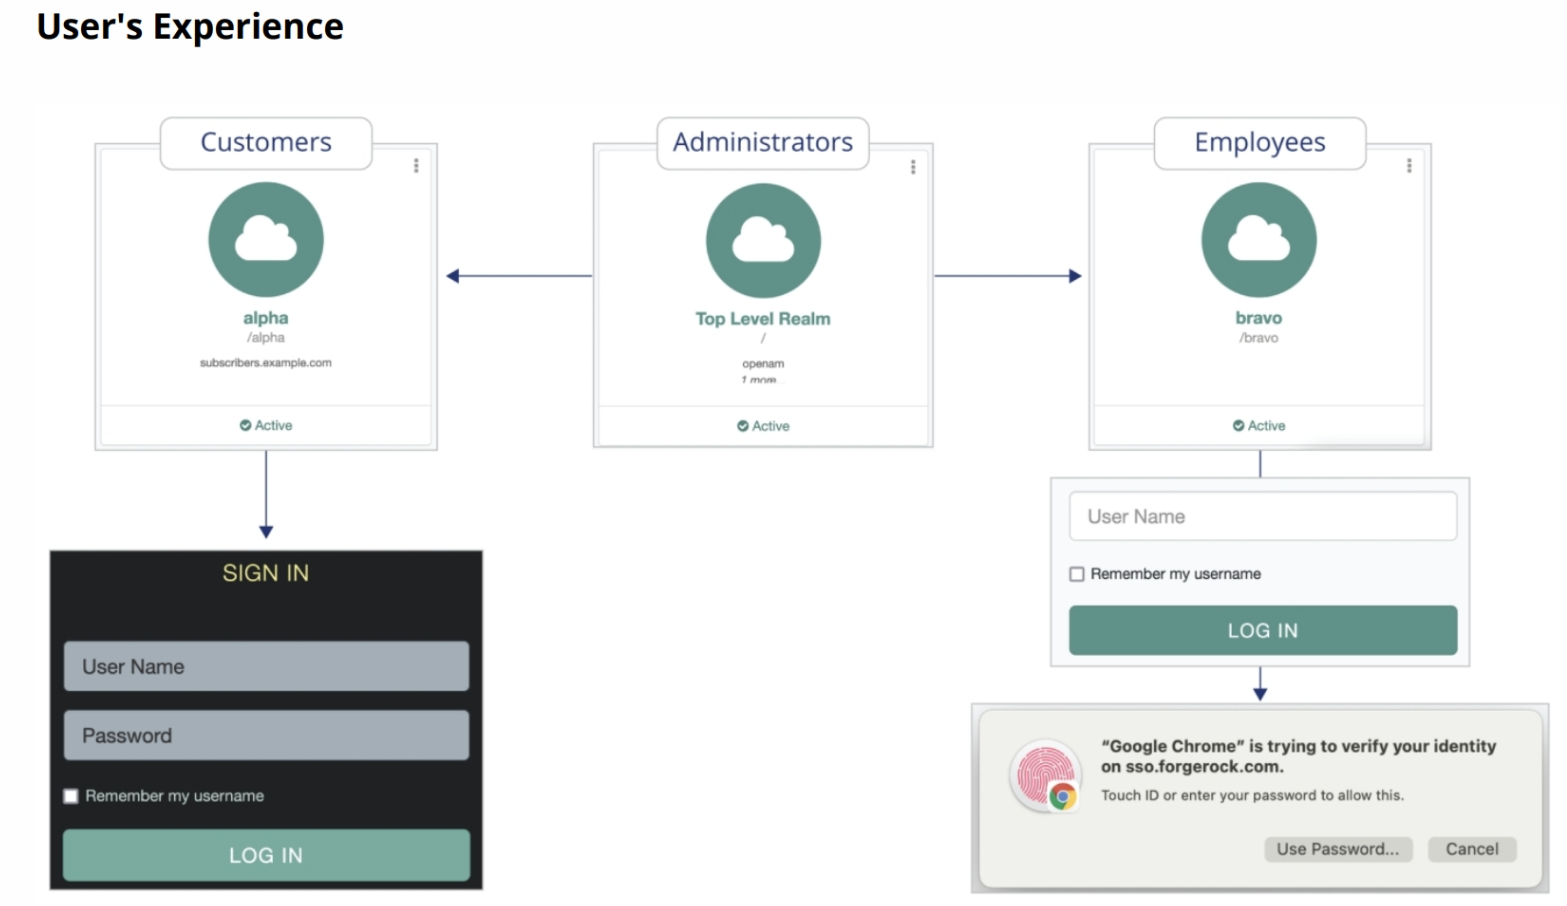 User's Experience
Customers
alpha
/alpha
subscribers.example.com
Active
Administrators
Top Level Realm
/
openam
1 more
Active
Employees
bravo
/bravo
Active
SIGN IN
User Name
Password
Remember my username
LOG IN
User Name
Remember my username
LOG IN
“Google Chrome” is trying to verify your identity
on sso.forgerock.com.
Touch ID or enter your password to allow this.
Use Password...
Cancel